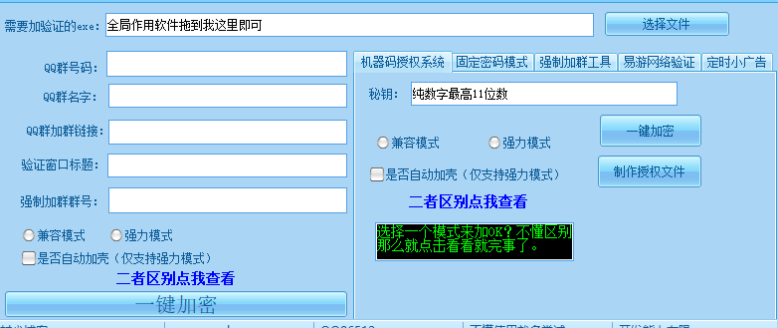 需要加验证的exe: 全局作用软件拖到我这里即可 选择文件
机器码授权系统 固定密码模式 强制加群工具 易游网络验证 定时小广告
QQ群号码:
QQ群名字:
QQ群加群链接:
验证窗口标题:
强制加群群号:
兼容模式 强力模式
是否自动加壳(仅支持强力模式)
二者区别点我查看
一键加密
秘钥: 纯数字最高11位数
兼容模式 强力模式
一键加密
是否自动加壳(仅支持强力模式)
制作授权文件
二者区别点我查看
选择一个模式来加OK?不懂区别
那么就点击看看就完事了。